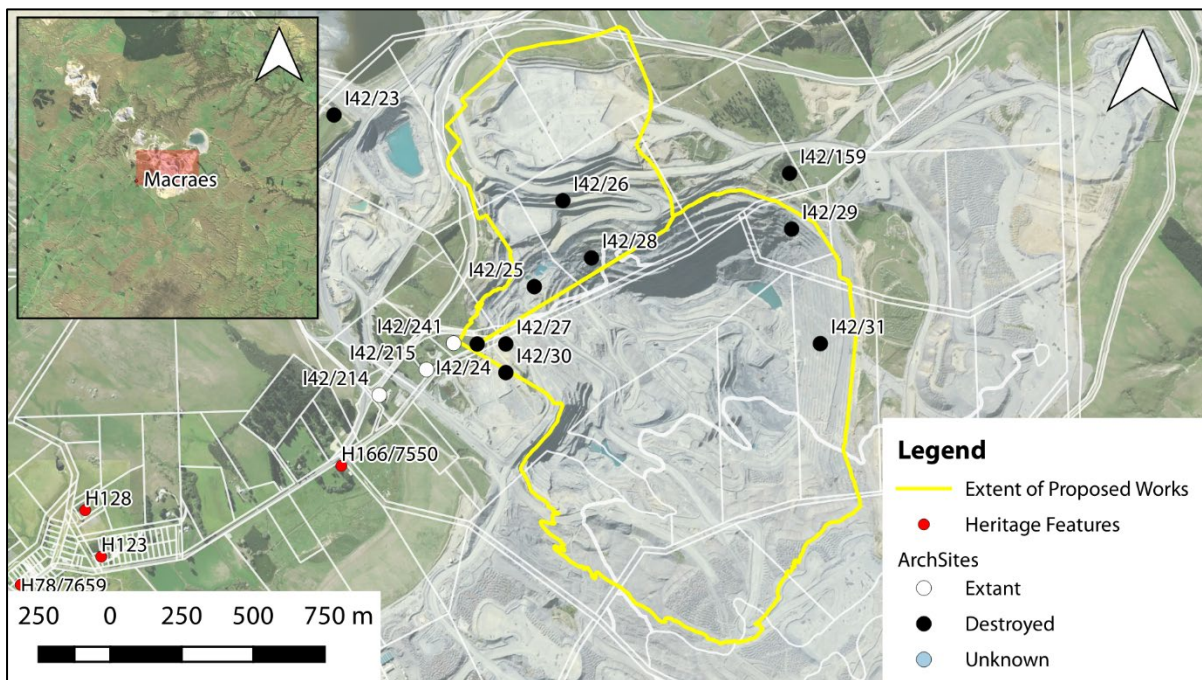 Macraes
I42/23
I42/159
I42/26
I42/29
I42/28
I42/25
I42/241
I42/27
I42/31
I42/215
I42/24
I42/30
I42/214
H166/7550
H128
H123
H78/7659
250 0 250 500 750 m
Legend
Extent of Proposed Works
Heritage Features
ArchSites
Extant
Destroyed
Unknown